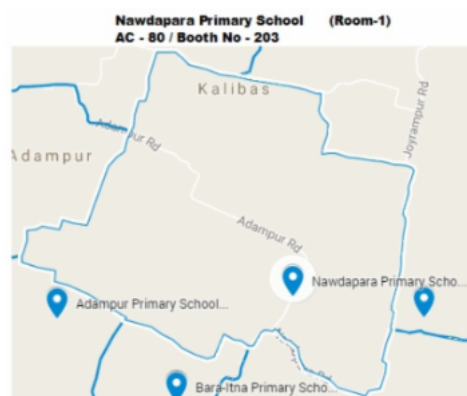 Nawdapara Primary School (Room-1)
AC - 80 / Booth No - 203
Kalibas
Adampur Rd
Joyrampur Rd
Adampur
Adampur Rd
Nawdapara Primary Scho...
Adampur Primary School...
Bara-Itna Primary Scho...